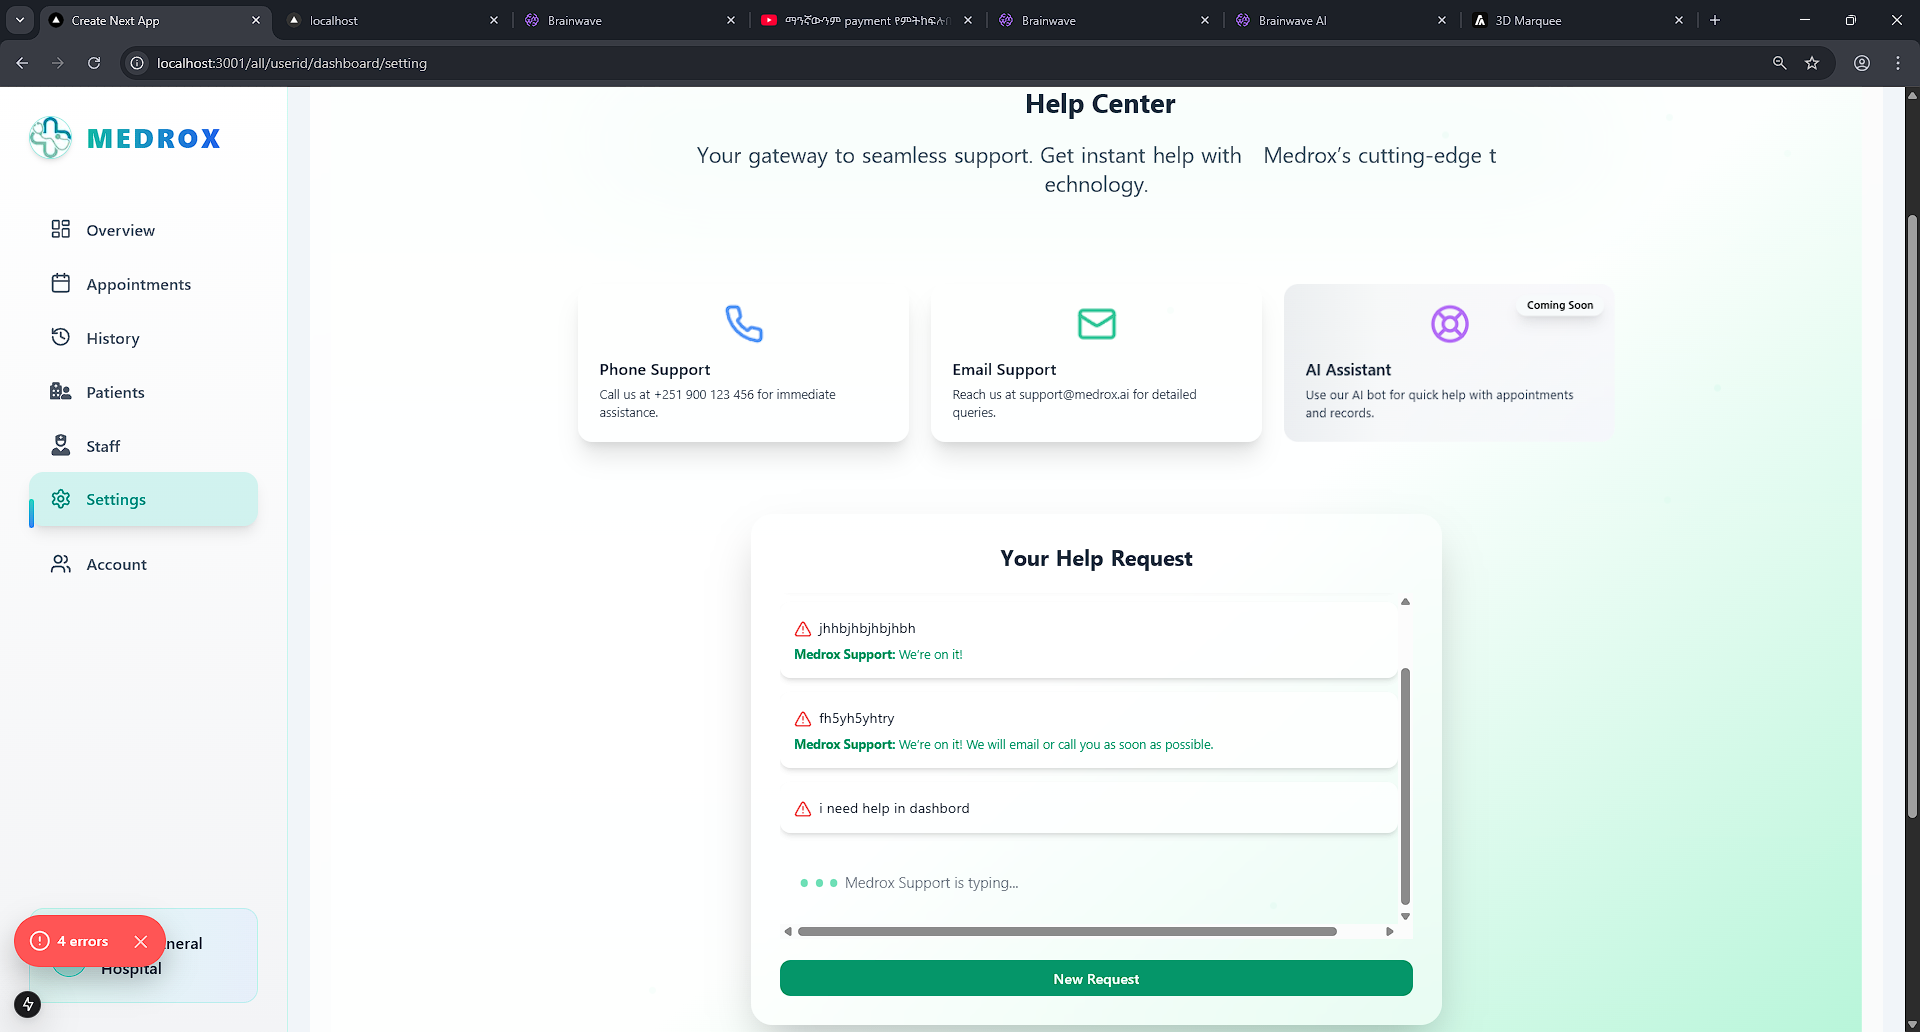 Create Next App
localhost
Brainwave
ማንኛውንም payment
Brainwave
Brainwave AI
3D Marquee
localhost:3001/all/userid/dashboard/setting
MEDROX
Overview
Appointments
History
Patients
Staff
Settings
Account
4 errors
neral
Hospital
Help Center
Your gateway to seamless support. Get instant help with Medrox’s cutting-edge t
echnology.
Phone Support
Call us at +251 900 123 456 for immediate
assistance.
Email Support
Reach us at support@medrox.ai for detailed
queries.
Coming Soon
AI Assistant
Use our AI bot for quick help with appointments
and records.
Your Help Request
jhhbjhbjhbjhbh
Medrox Support: We’re on it!
fh5yh5yhtry
Medrox Support: We’re on it! We will email or call you as soon as possible.
i need help in dashbord
Medrox Support is typing...
New Request